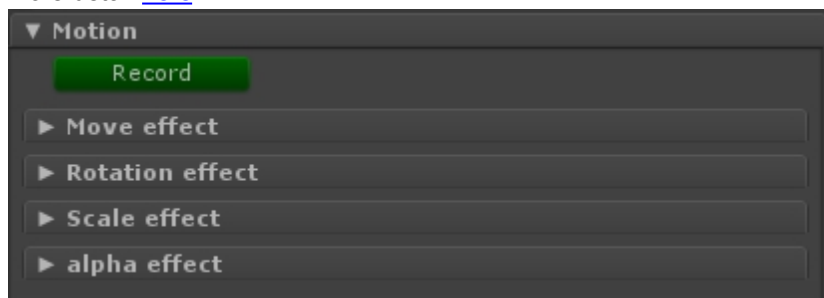 ▼ Motion
Record
► Move effect
► Rotation effect
► Scale effect
► alpha effect